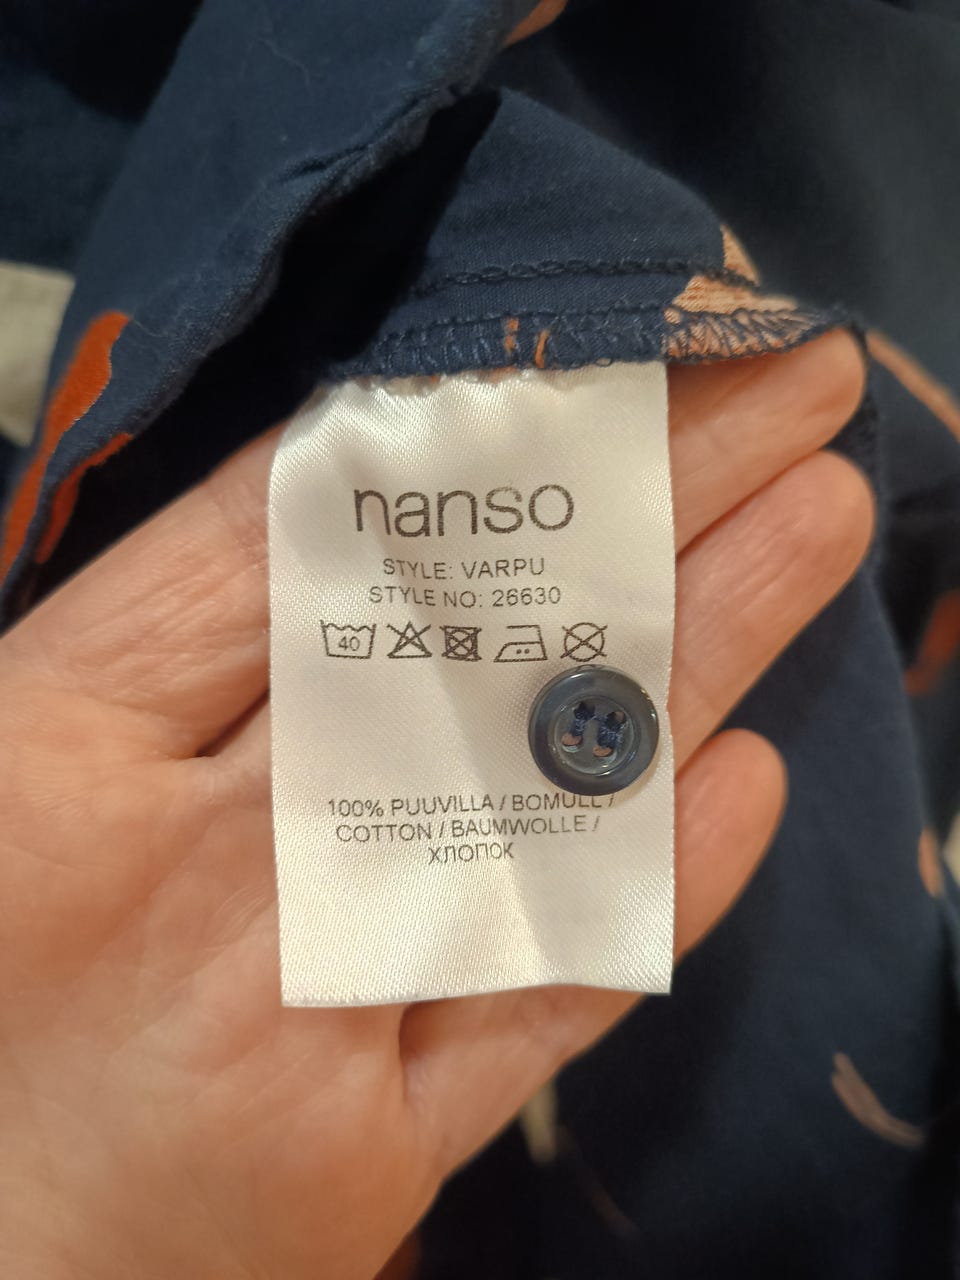 nanso
STYLE: VARPU
STYLE NO: 26630
40
100% PUUVILLA / BOMULL /
COTTON / BAUMWOLLE /
ХЛОПОК